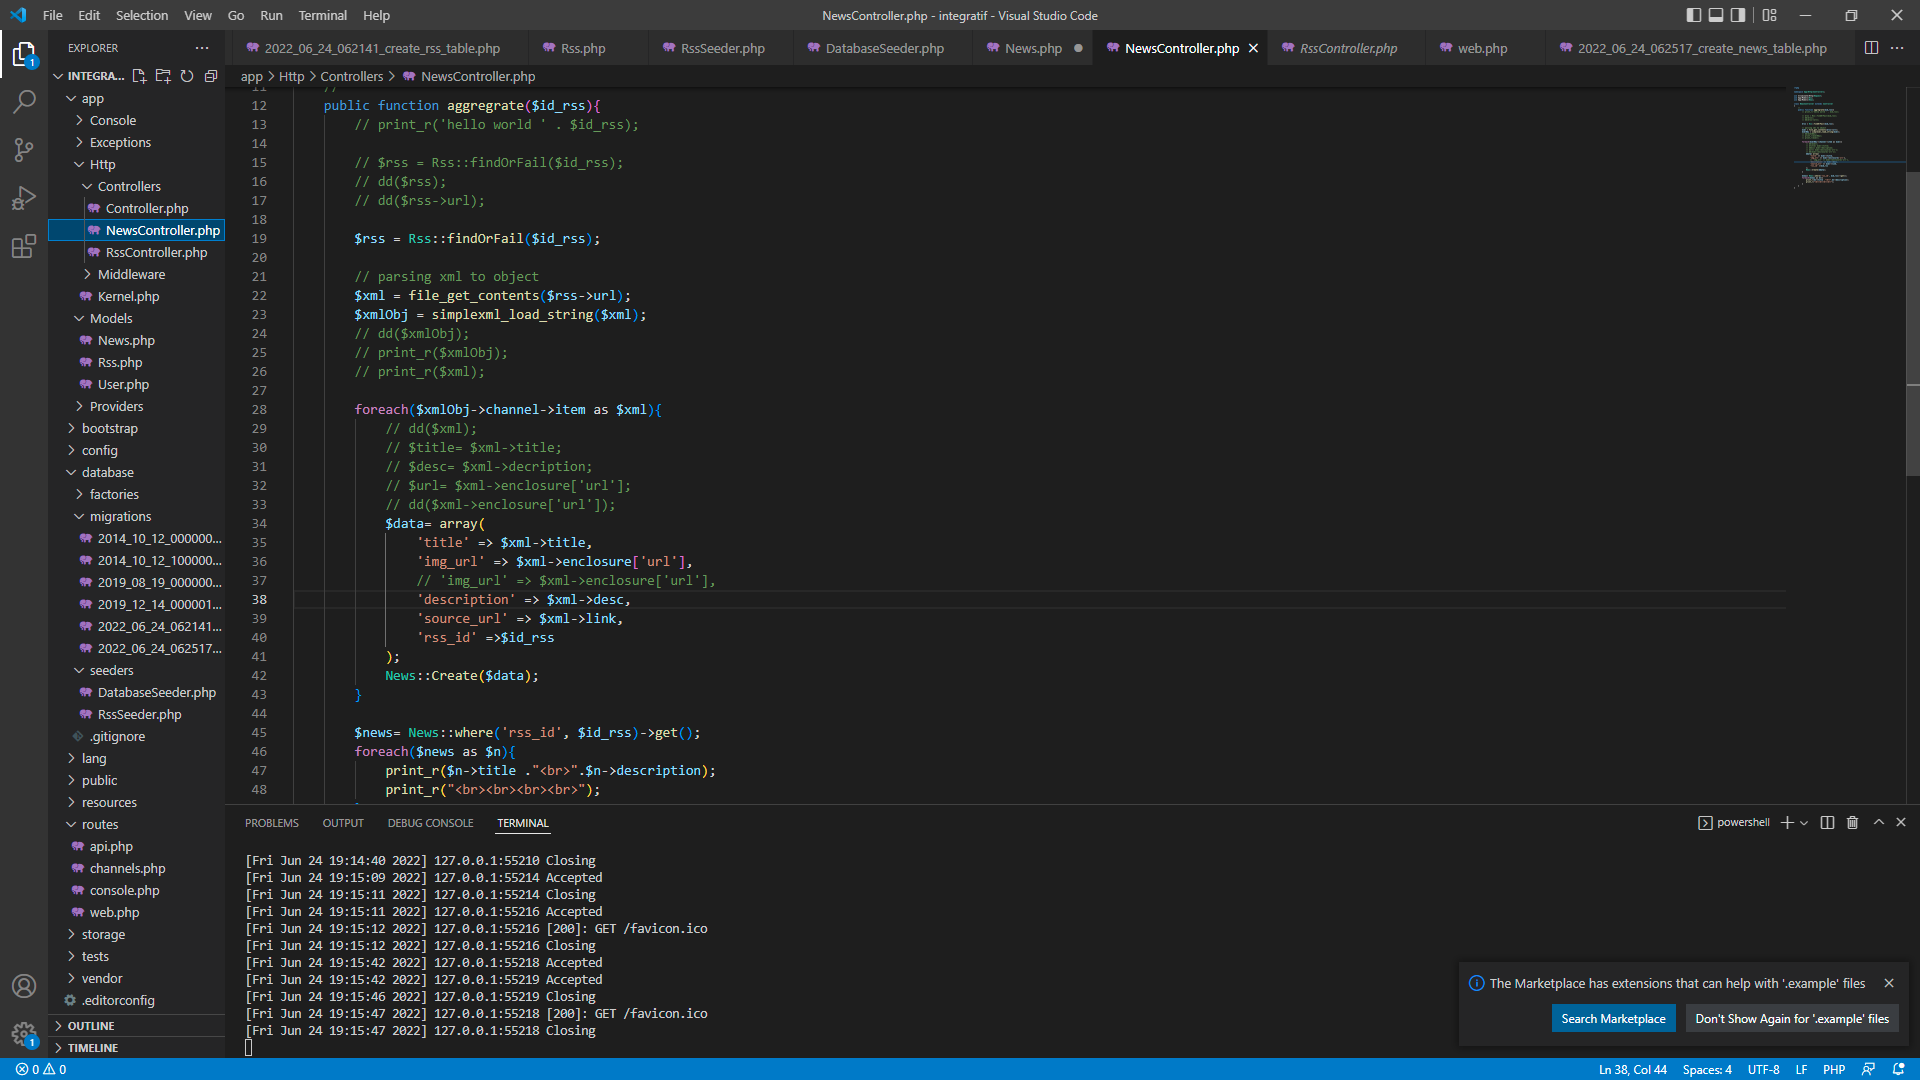 File Edit Selection View Go Run Terminal Help
NewsController.php - integratif - Visual Studio Code
EXPLORER
2022_06_24_062141_create_rss_table.php Rss.php RssSeeder.php DatabaseSeeder.php News.php NewsController.php RssController.php web.php 2022_06_24_062517_create_news_table.php
app > Http > Controllers > NewsController.php
INTEGRA...
app
Console
Exceptions
Http
Controllers
Controller.php
NewsController.php
RssController.php
Middleware
Kernel.php
Models
News.php
Rss.php
User.php
Providers
bootstrap
config
database
factories
migrations
2014_10_12_000000...
2014_10_12_100000...
2019_08_19_000000...
2019_12_14_000001...
2022_06_24_062141...
2022_06_24_062517...
seeders
DatabaseSeeder.php
RssSeeder.php
.gitignore
lang
public
resources
routes
api.php
channels.php
console.php
web.php
storage
tests
vendor
.editorconfig
OUTLINE
TIMELINE
11 //
12 public function aggregrate($id_rss){
13 // print_r('hello world ' . $id_rss);
14
15 // $rss = Rss::findOrFail($id_rss);
16 // dd($rss);
17 // dd($rss->url);
18
19 $rss = Rss::findOrFail($id_rss);
20
21 // parsing xml to object
22 $xml = file_get_contents($rss->url);
23 $xmlObj = simplexml_load_string($xml);
24 // dd($xmlObj);
25 // print_r($xmlObj);
26 // print_r($xml);
27
28 foreach($xmlObj->channel->item as $xml){
29 // dd($xml);
30 // $title= $xml->title;
31 // $desc= $xml->decription;
32 // $url= $xml->enclosure['url'];
33 // dd($xml->enclosure['url']);
34 $data= array(
35 'title' => $xml->title,
36 'img_url' => $xml->enclosure['url'],
37 // 'img_url' => $xml->enclosure['url'],
38 'description' => $xml->desc,
39 'source_url' => $xml->link,
40 'rss_id' =>$id_rss
41 );
42 News::Create($data);
43 }
44
45 $news= News::where('rss_id', $id_rss)->get();
46 foreach($news as $n){
47 print_r($n->title ."<br>".$n->description);
48 print_r("<br><br><br><br>");
PROBLEMS OUTPUT DEBUG CONSOLE TERMINAL
powershell
[Fri Jun 24 19:14:40 2022] 127.0.0.1:55210 Closing
[Fri Jun 24 19:15:09 2022] 127.0.0.1:55214 Accepted
[Fri Jun 24 19:15:11 2022] 127.0.0.1:55214 Closing
[Fri Jun 24 19:15:11 2022] 127.0.0.1:55216 Accepted
[Fri Jun 24 19:15:12 2022] 127.0.0.1:55216 [200]: GET /favicon.ico
[Fri Jun 24 19:15:12 2022] 127.0.0.1:55216 Closing
[Fri Jun 24 19:15:42 2022] 127.0.0.1:55218 Accepted
[Fri Jun 24 19:15:42 2022] 127.0.0.1:55219 Accepted
[Fri Jun 24 19:15:46 2022] 127.0.0.1:55219 Closing
[Fri Jun 24 19:15:47 2022] 127.0.0.1:55218 [200]: GET /favicon.ico
[Fri Jun 24 19:15:47 2022] 127.0.0.1:55218 Closing
The Marketplace has extensions that can help with '.example' files
Search Marketplace Don't Show Again for '.example' files
1
1
0 0
Ln 38, Col 44 Spaces: 4 UTF-8 LF PHP